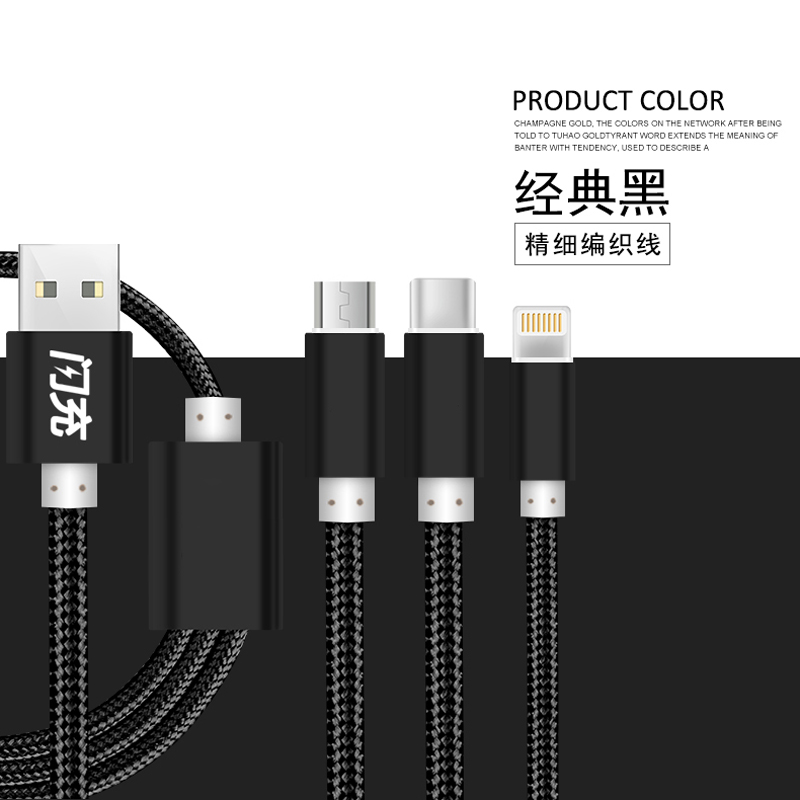 PRODUCT COLOR
CHAMPAGNE GOLD, THE COLORS ON THE NETWORK AFTER BEING
TOLD TO TUHAO GOLDTYRANT WORD EXTENDS THE MEANING OF
BANTER WITH TENDENCY, USED TO DESCRIBE A
经典黑
精细编织线
闪充